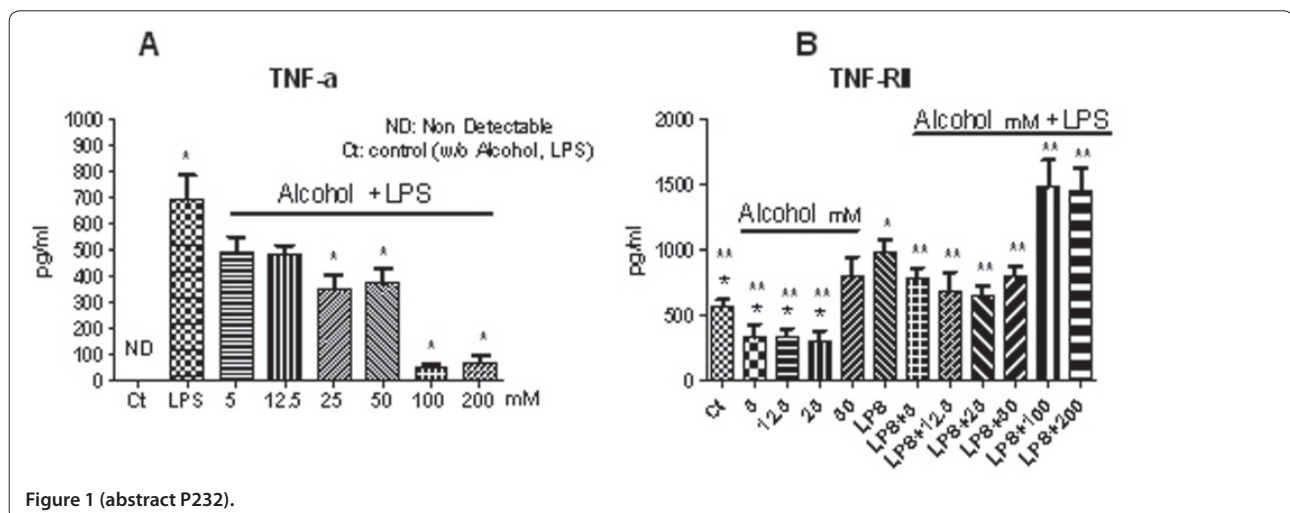 A
TNF-a
1000
900
800
700
600
500
400
300
200
100
0
pg/ml
ND: Non Detectable
Ct: control (w/o Alcohol, LPS)
*
Alcohol + LPS
* * * *
ND
Ct LPS 5 12.5 25 50 100 200 mM
B
TNF-RII
2000
1500
1000
500
0
pg/ml
Alcohol mM + LPS
Alcohol mM
** ** ** ** * ** ** ** ** ** **
* * * *
Ct 5 12.5 25 50 LPS LPS+5 LPS+12.5 LPS+25 LPS+50 LPS+100 LPS+200
Figure 1 (abstract P232).